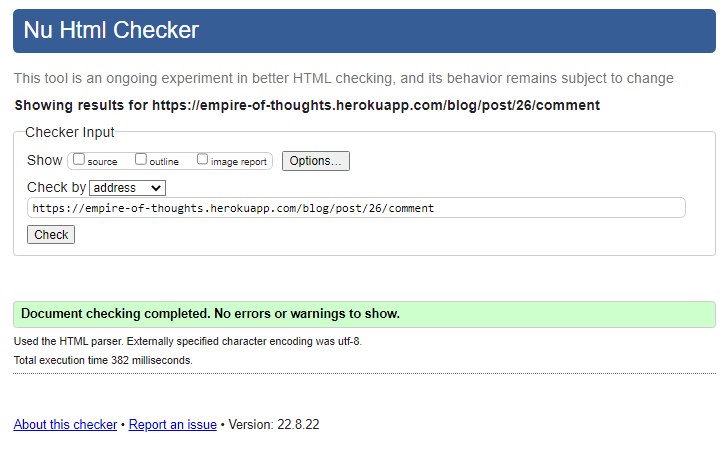 Nu Html Checker
This tool is an ongoing experiment in better HTML checking, and its behavior remains subject to change
Showing results for https://empire-of-thoughts.herokuapp.com/blog/post/26/comment
Checker Input
Show source outline image report Options...
Check by address
https://empire-of-thoughts.herokuapp.com/blog/post/26/comment
Check
Document checking completed. No errors or warnings to show.
Used the HTML parser. Externally specified character encoding was utf-8.
Total execution time 382 milliseconds.
About this checker • Report an issue • Version: 22.8.22